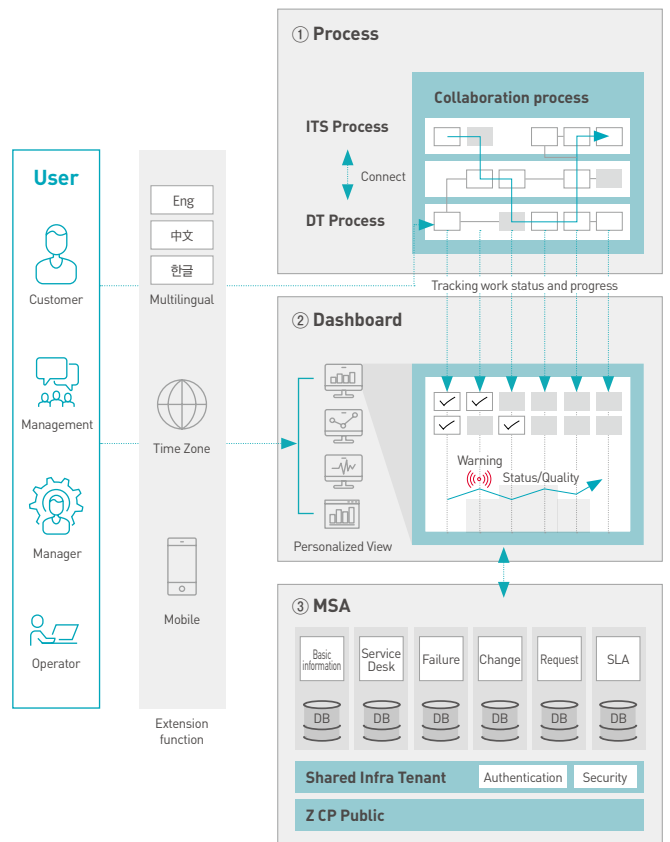 ① Process
Collaboration process
ITS Process
Connect
DT Process
User
Customer
Management
Manager
Operator
Eng
中文
한글
Multilingual
Time Zone
Mobile
Extension
function
Tracking work status and progress
② Dashboard
Personalized View
Warning
Status/Quality
③ MSA
Basic
information
Service
Desk
Failure
Change
Request
SLA
DB
DB
DB
DB
DB
DB
Shared Infra Tenant
Authentication
Security
Z CP Public